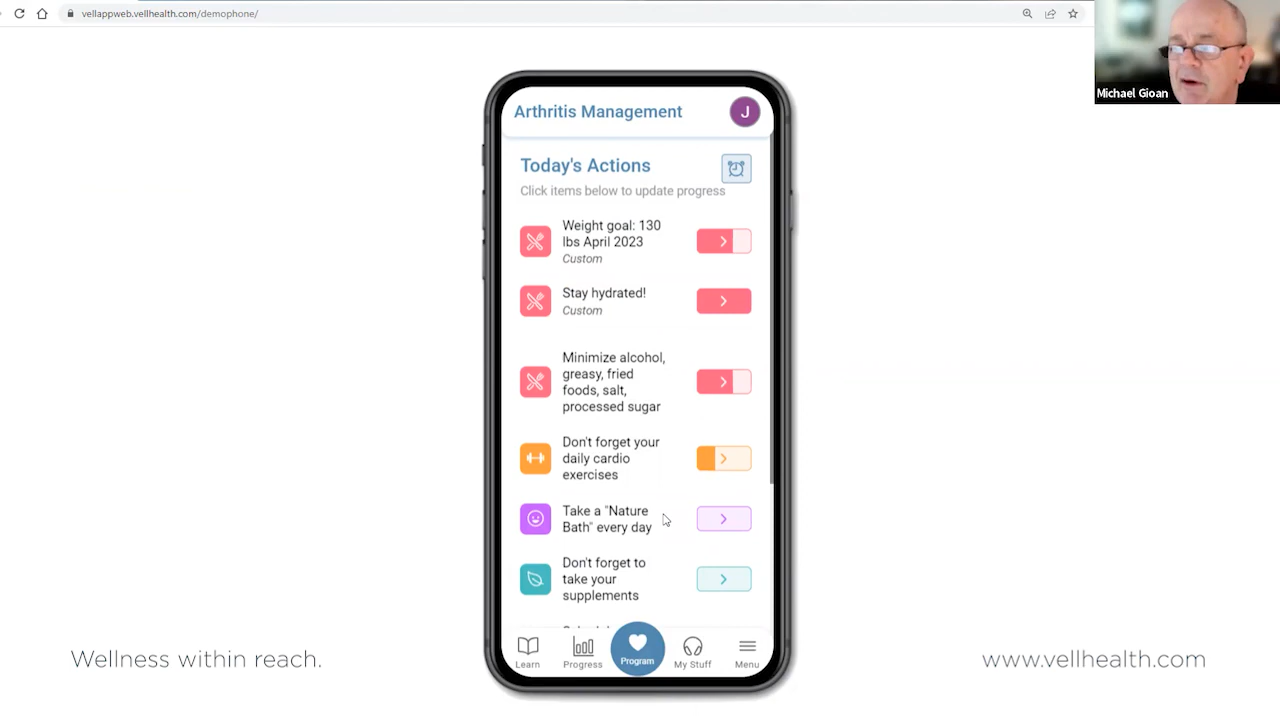 vellappweb.vellhealth.com/demophone/
Michael Gioan
Arthritis Management
J
Today's Actions
Click items below to update progress
Weight goal: 130
lbs April 2023
Custom
Stay hydrated!
Custom
Minimize alcohol,
greasy, fried
foods, salt,
processed sugar
Don't forget your
daily cardio
exercises
Take a "Nature
Bath" every day
Don't forget to
take your
supplements
Learn
Progress
Program
My Stuff
Menu
Wellness within reach.
www.vellhealth.com